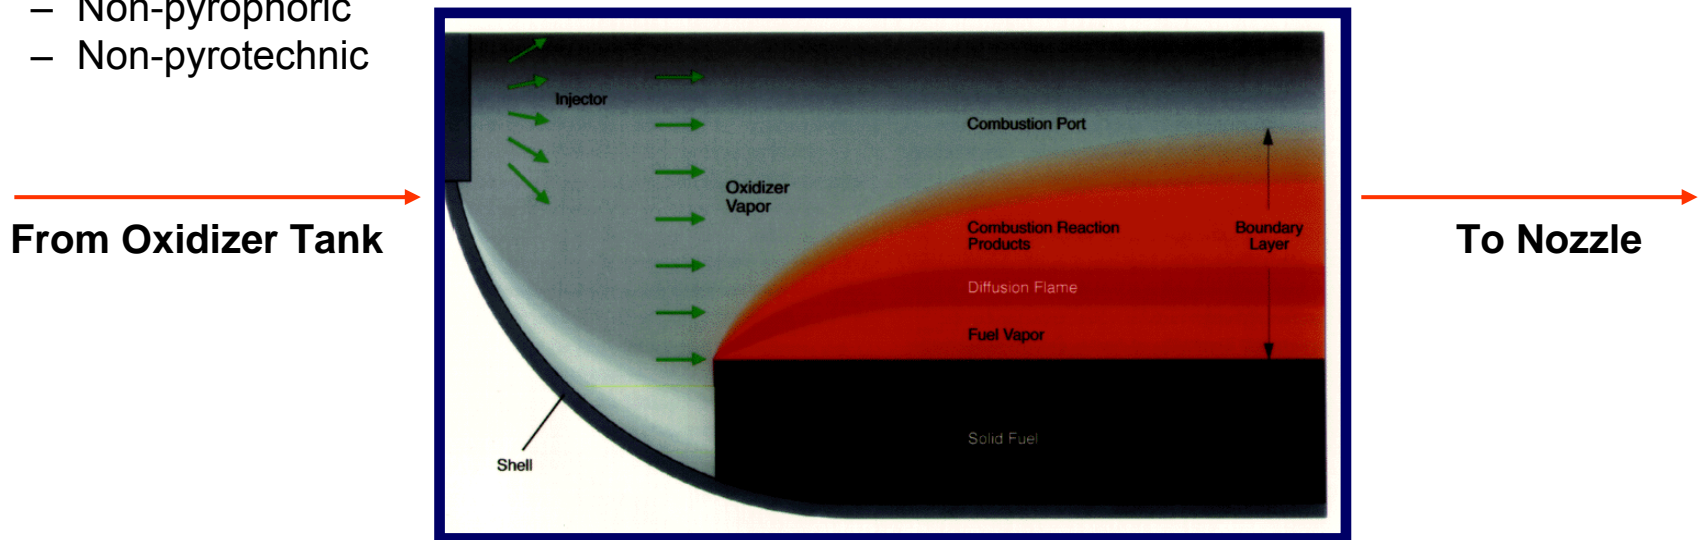 – Non-pyrophoric
– Non-pyrotechnic
Injector
Combustion Port
Oxidizer
Vapor
From Oxidizer Tank
Combustion Reaction
Products
Boundary
Layer
To Nozzle
Diffusion Flame
Fuel Vapor
Solid Fuel
Shell